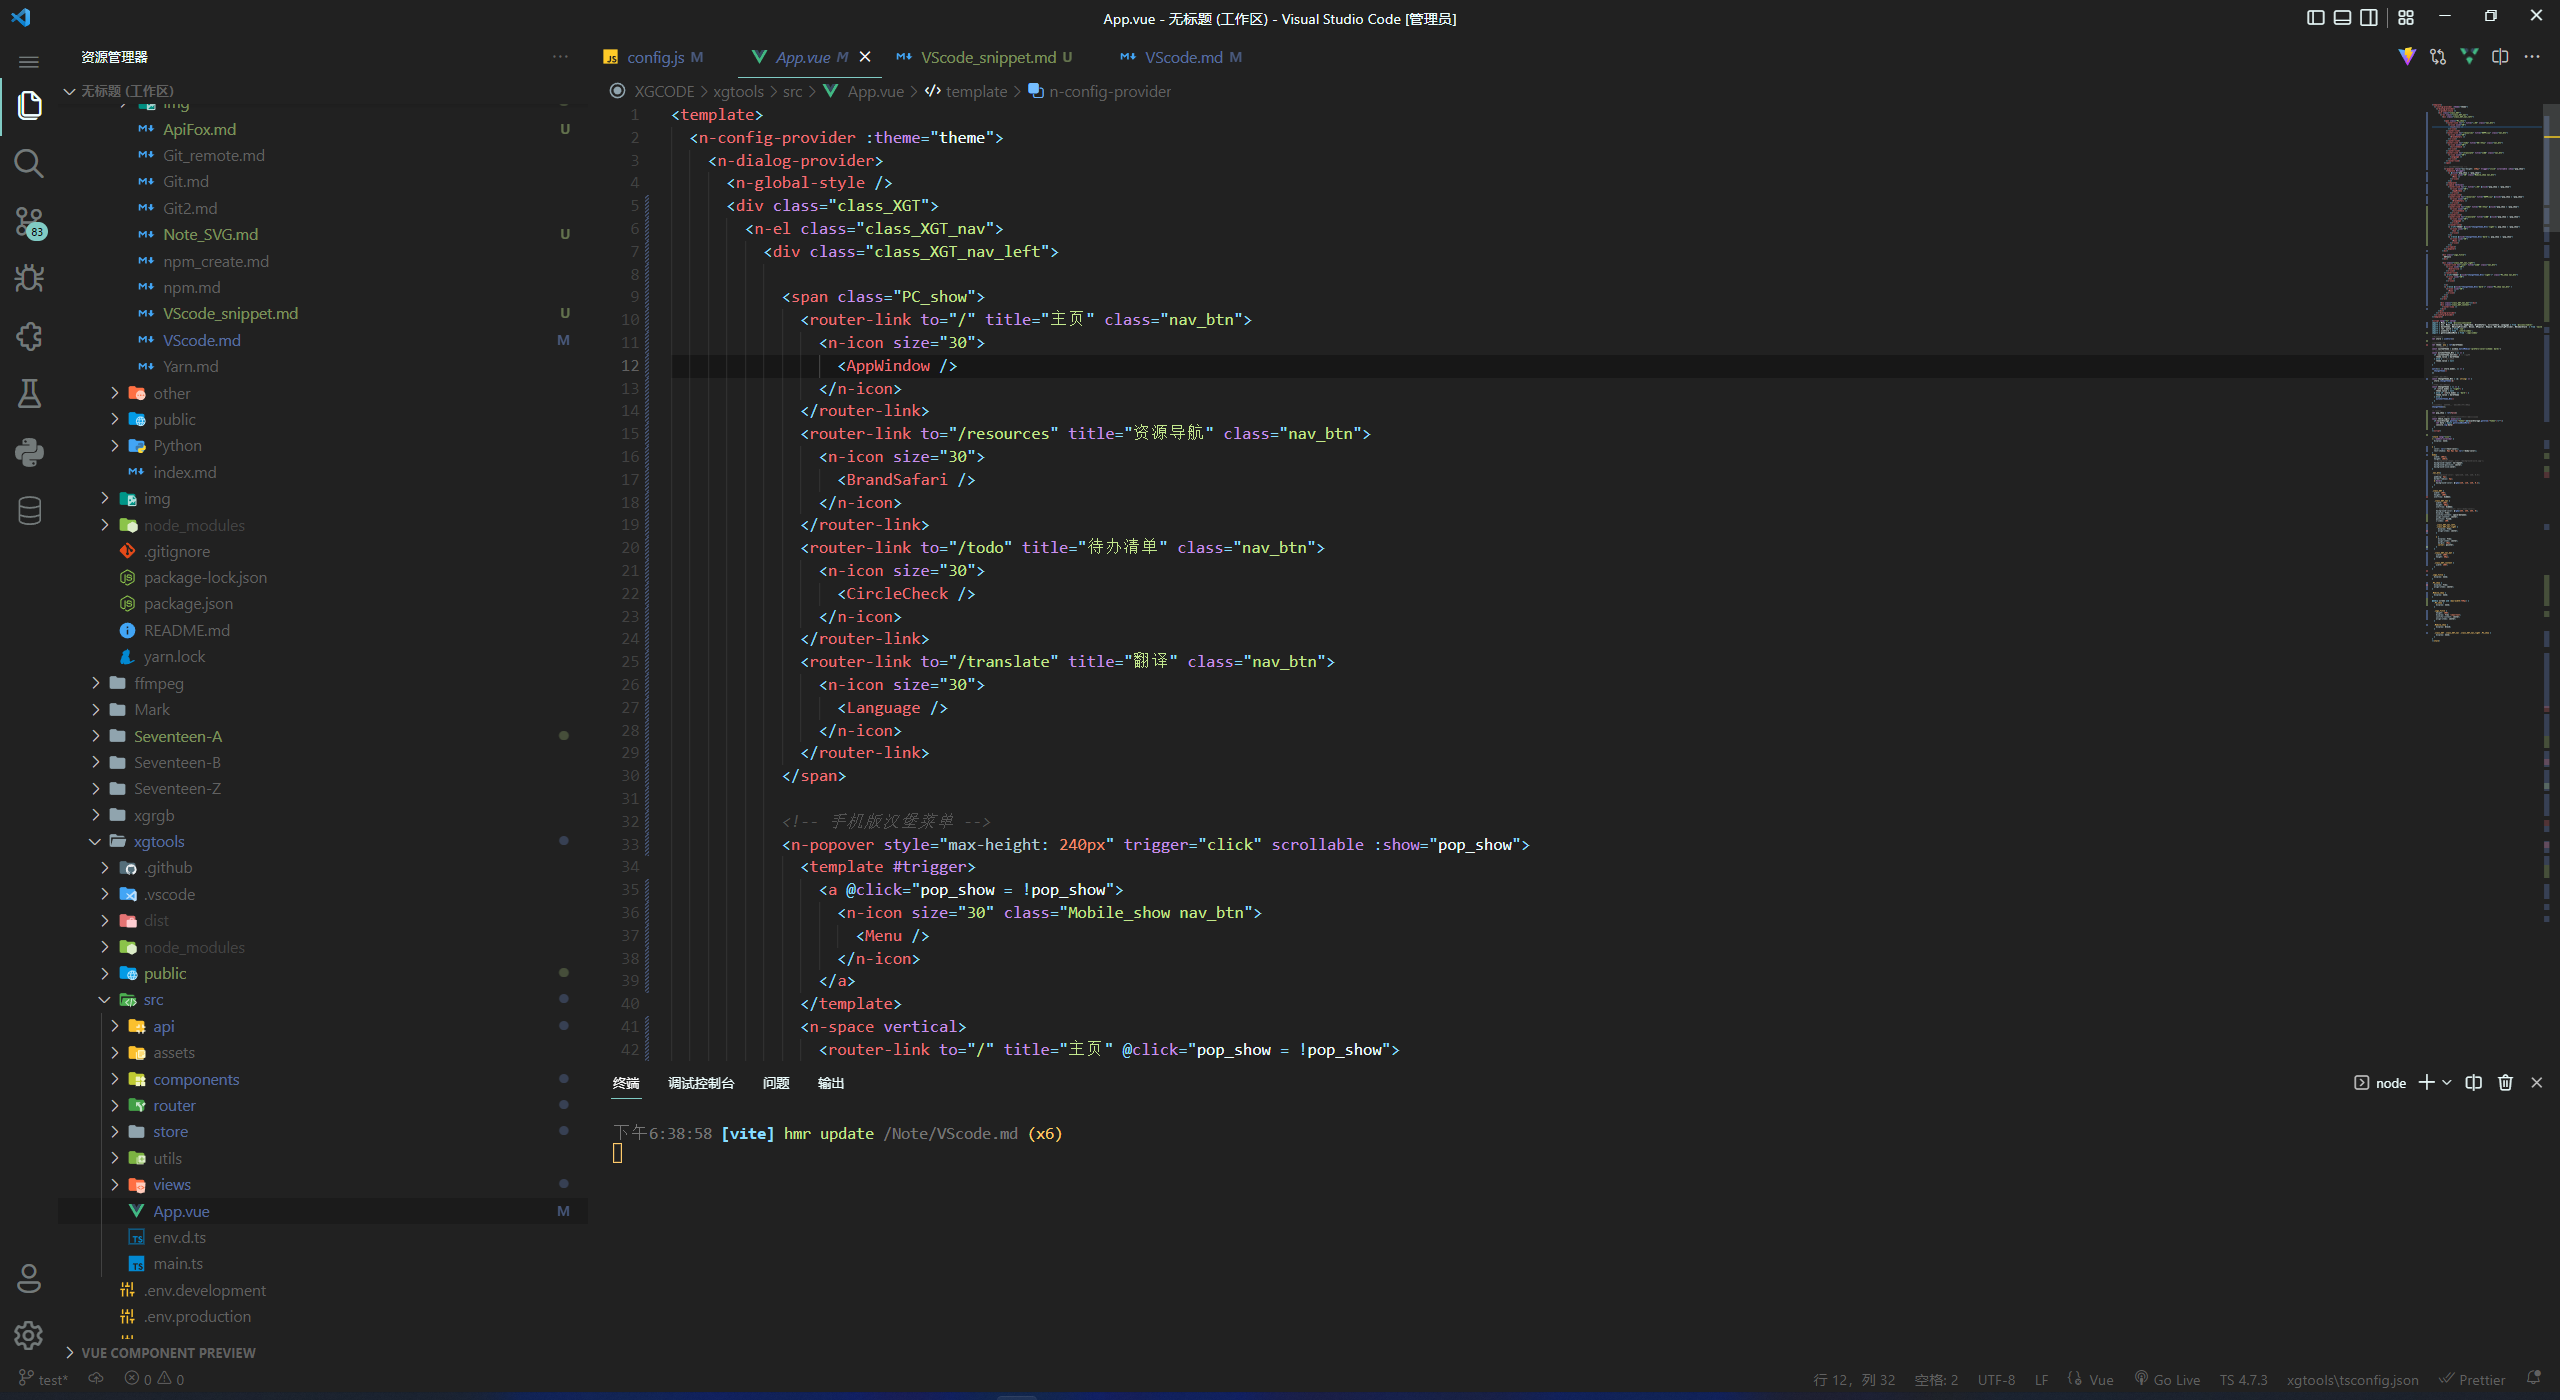 App.vue - 无标题 (工作区) - Visual Studio Code [管理员]
资源管理器
config.js M
App.vue M
VScode_snippet.md U
VScode.md M
无标题 (工作区)
img
ApiFox.md U
Git_remote.md
Git.md
Git2.md
Note_SVG.md U
npm_create.md
npm.md
VScode_snippet.md U
VScode.md M
Yarn.md
other
public
Python
index.md
img
node_modules
.gitignore
package-lock.json
package.json
README.md
yarn.lock
ffmpeg
Mark
Seventeen-A
Seventeen-B
Seventeen-Z
xgrgb
xgtools
.github
.vscode
dist
node_modules
public
src
api
assets
components
router
store
utils
views
App.vue M
env.d.ts
main.ts
.env.development
.env.production
VUE COMPONENT PREVIEW
83
XGCODE > xgtools > src > App.vue > template > n-config-provider
1 <template>
2 <n-config-provider :theme="theme">
3 <n-dialog-provider>
4 <n-global-style />
5 <div class="class_XGT">
6 <n-el class="class_XGT_nav">
7 <div class="class_XGT_nav_left">
8
9 <span class="PC_show">
10 <router-link to="/" title="主页" class="nav_btn">
11 <n-icon size="30">
12 <AppWindow />
13 </n-icon>
14 </router-link>
15 <router-link to="/resources" title="资源导航" class="nav_btn">
16 <n-icon size="30">
17 <BrandSafari />
18 </n-icon>
19 </router-link>
20 <router-link to="/todo" title="待办清单" class="nav_btn">
21 <n-icon size="30">
22 <CircleCheck />
23 </n-icon>
24 </router-link>
25 <router-link to="/translate" title="翻译" class="nav_btn">
26 <n-icon size="30">
27 <Language />
28 </n-icon>
29 </router-link>
30 </span>
31
32 <!-- 手机版汉堡菜单 -->
33 <n-popover style="max-height: 240px" trigger="click" scrollable :show="pop_show">
34 <template #trigger>
35 <a @click="pop_show = !pop_show">
36 <n-icon size="30" class="Mobile_show nav_btn">
37 <Menu />
38 </n-icon>
39 </a>
40 </template>
41 <n-space vertical>
42 <router-link to="/" title="主页" @click="pop_show = !pop_show">
终端 调试控制台 问题 输出
node
下午6:38:58 [vite] hmr update /Note/VScode.md (x6)
test* 0 0
行 12，列 32 空格: 2 UTF-8 LF Vue Go Live TS 4.7.3 xgtools\tsconfig.json Prettier